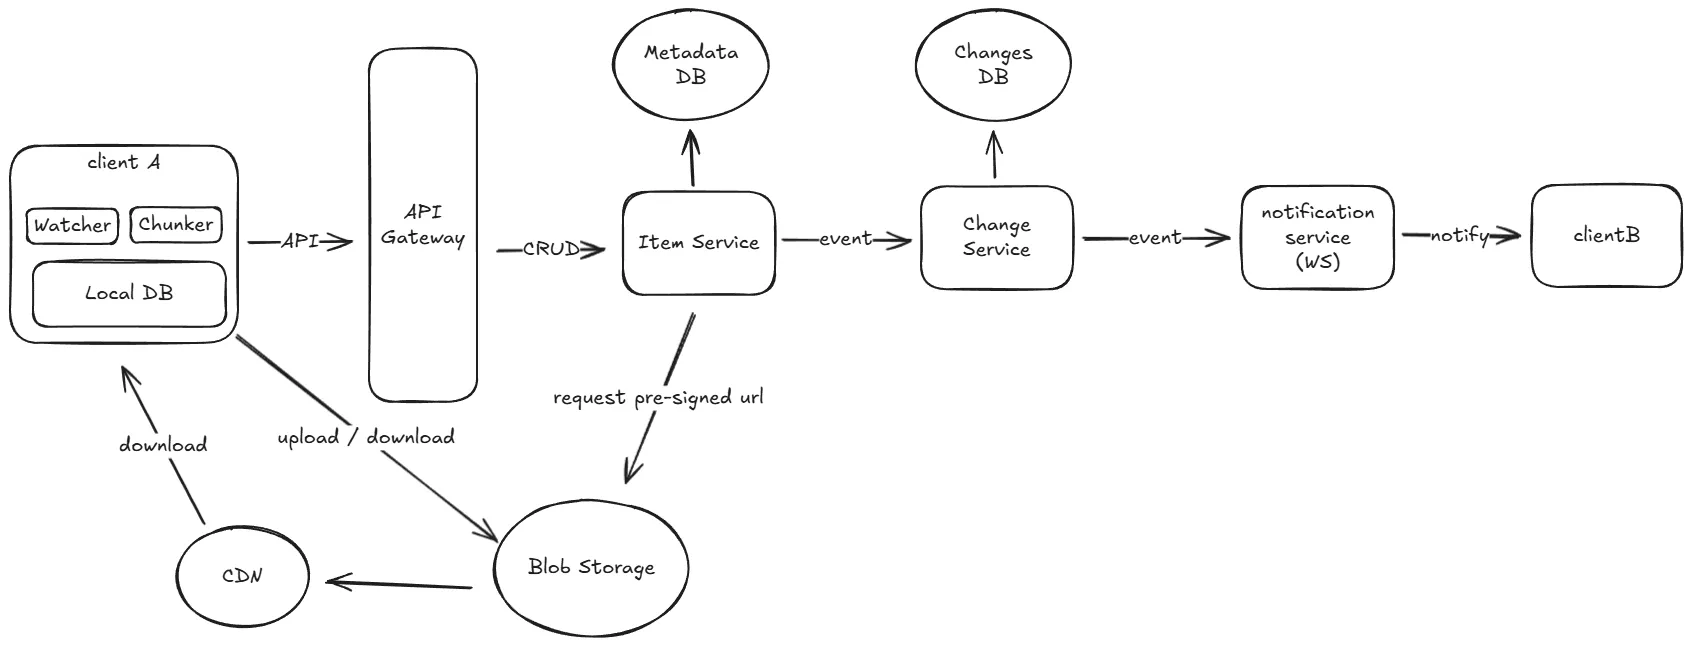 Metadata
DB
Changes
DB
client A
Watcher
Chunker
Local DB
API
API
Gateway
CRUD
Item Service
event
Change
Service
event
notification
service
(WS)
notify
clientB
request pre-signed url
download
upload / download
CDN
Blob Storage